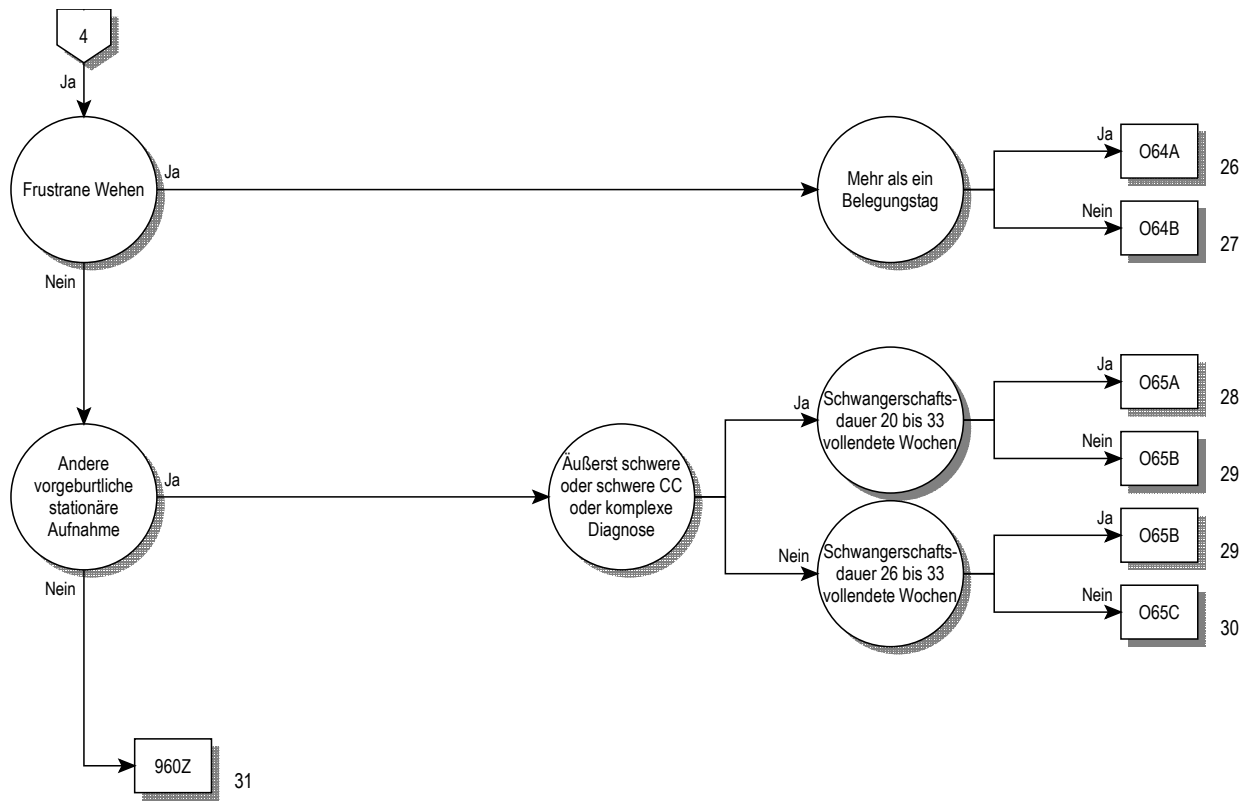 4
Ja
Frustrane Wehen
Ja
Mehr als ein
Belegungstag
Ja
O64A
26
Nein
O64B
27
Nein
Andere
vorgeburtliche
stationäre
Aufnahme
Ja
Äußerst schwere
oder schwere CC
oder komplexe
Diagnose
Ja
Schwangerschafts-
dauer 20 bis 33
vollendete Wochen
Ja
O65A
28
Nein
O65B
29
Nein
Schwangerschafts-
dauer 26 bis 33
vollendete Wochen
Ja
O65B
29
Nein
O65C
30
Nein
960Z
31